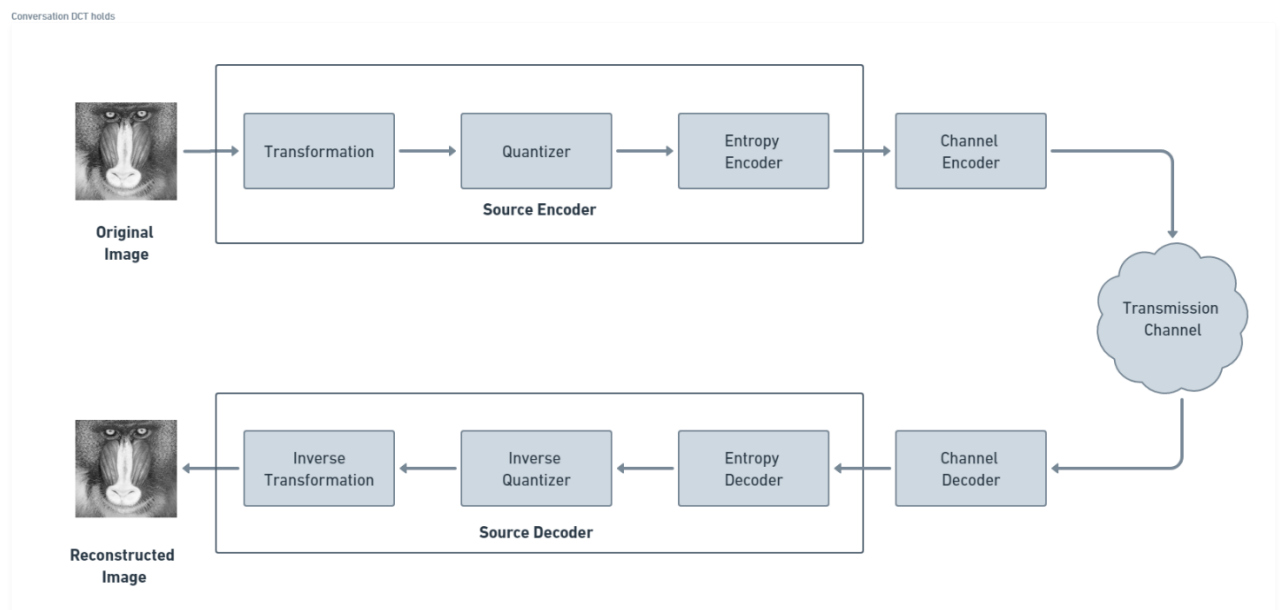 Conversation DCT holds
Transformation
Quantizer
Entropy
Encoder
Channel
Encoder
Source Encoder
Original
Image
Transmission
Channel
Inverse
Transformation
Inverse
Quantizer
Entropy
Decoder
Channel
Decoder
Source Decoder
Reconstructed
Image